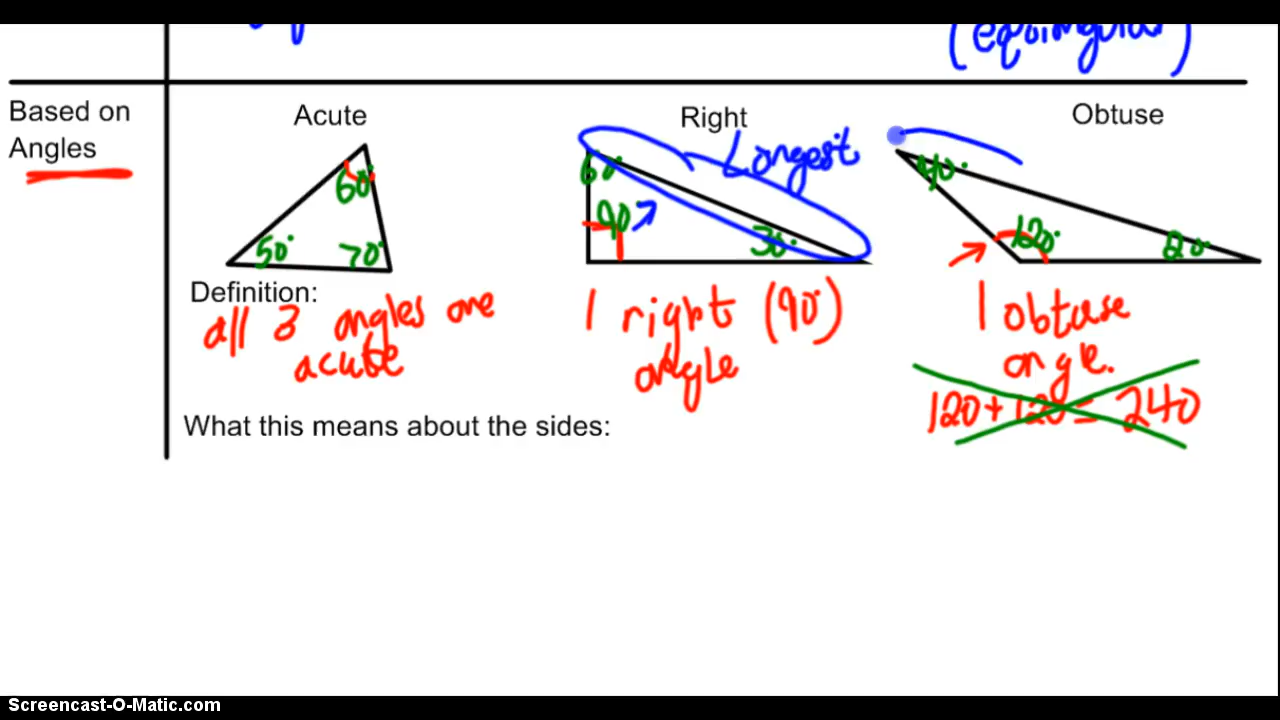 (equiangular)
Based on
Angles
Acute
Right
Obtuse
Longest
60°
50°
70°
60°
90°
30°
40°
120°
20°
Definition:
all 3 angles are
acute
1 right (90°)
angle
1 obtuse
angle.
120+120= 240
What this means about the sides:
Screencast-O-Matic.com